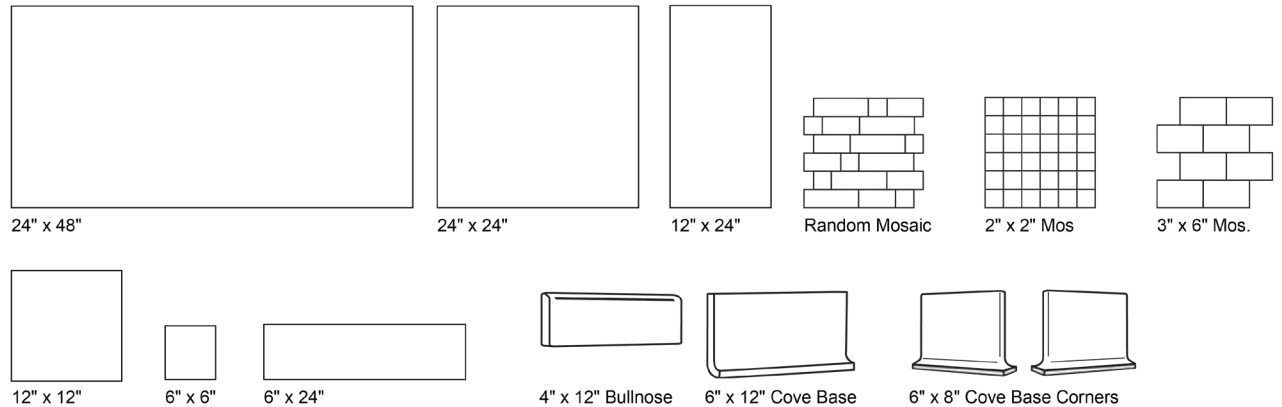 24" x 48"
24" x 24"
12" x 24"
Random Mosaic
2" x 2" Mos
3" x 6" Mos.
12" x 12"
6" x 6"
6" x 24"
4" x 12" Bullnose
6" x 12" Cove Base
6" x 8" Cove Base Corners